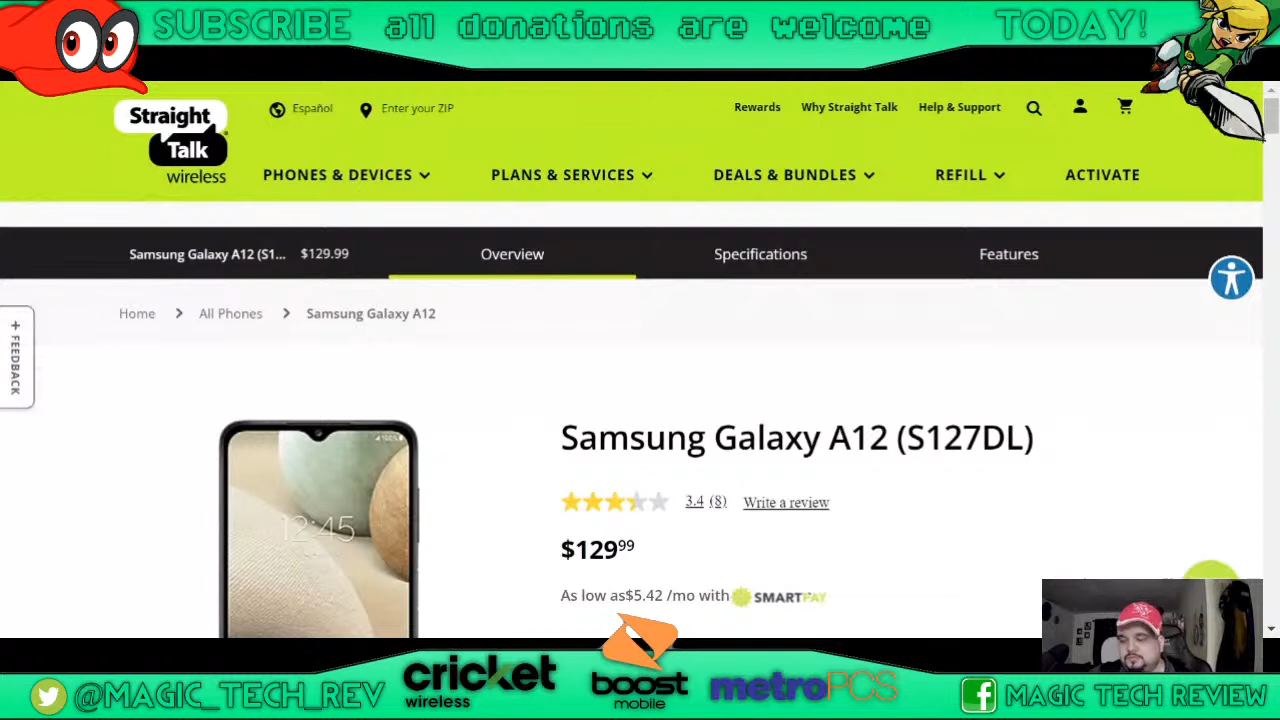 SUBSCRIBE all donations are welcome TODAY!
Straight Talk wireless
Español
Enter your ZIP
Rewards
Why Straight Talk
Help & Support
PHONES & DEVICES
PLANS & SERVICES
DEALS & BUNDLES
REFILL
ACTIVATE
Samsung Galaxy A12 (S1...
$129.99
Overview
Specifications
Features
Home
All Phones
Samsung Galaxy A12
+ FEEDBACK
100%
12:45
Samsung Galaxy A12 (S127DL)
3.4 (8) Write a review
$129.99
As low as$5.42 /mo with SMARTPAY
@MAGIC_TECH_REV
cricket wireless
boost mobile
metroPCS
MAGIC TECH REVIEW